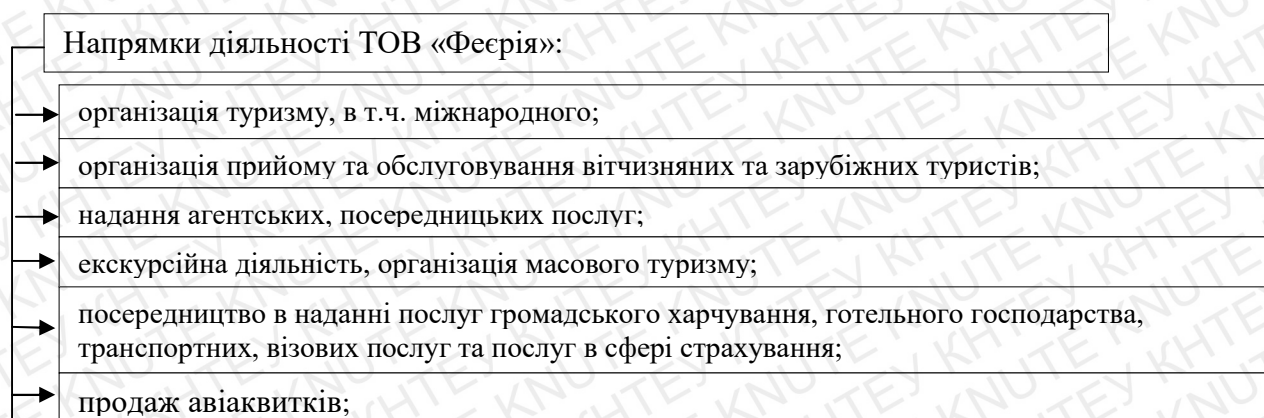 Напрямки діяльності ТОВ «Феєрія»:
організація туризму, в т.ч. міжнародного;
організація прийому та обслуговування вітчизняних та зарубіжних туристів;
надання агентських, посередницьких послуг;
екскурсійна діяльність, організація масового туризму;
посередництво в наданні послуг громадського харчування, готельного господарства,
транспортних, візових послуг та послуг в сфері страхування;
продаж авіаквитків;